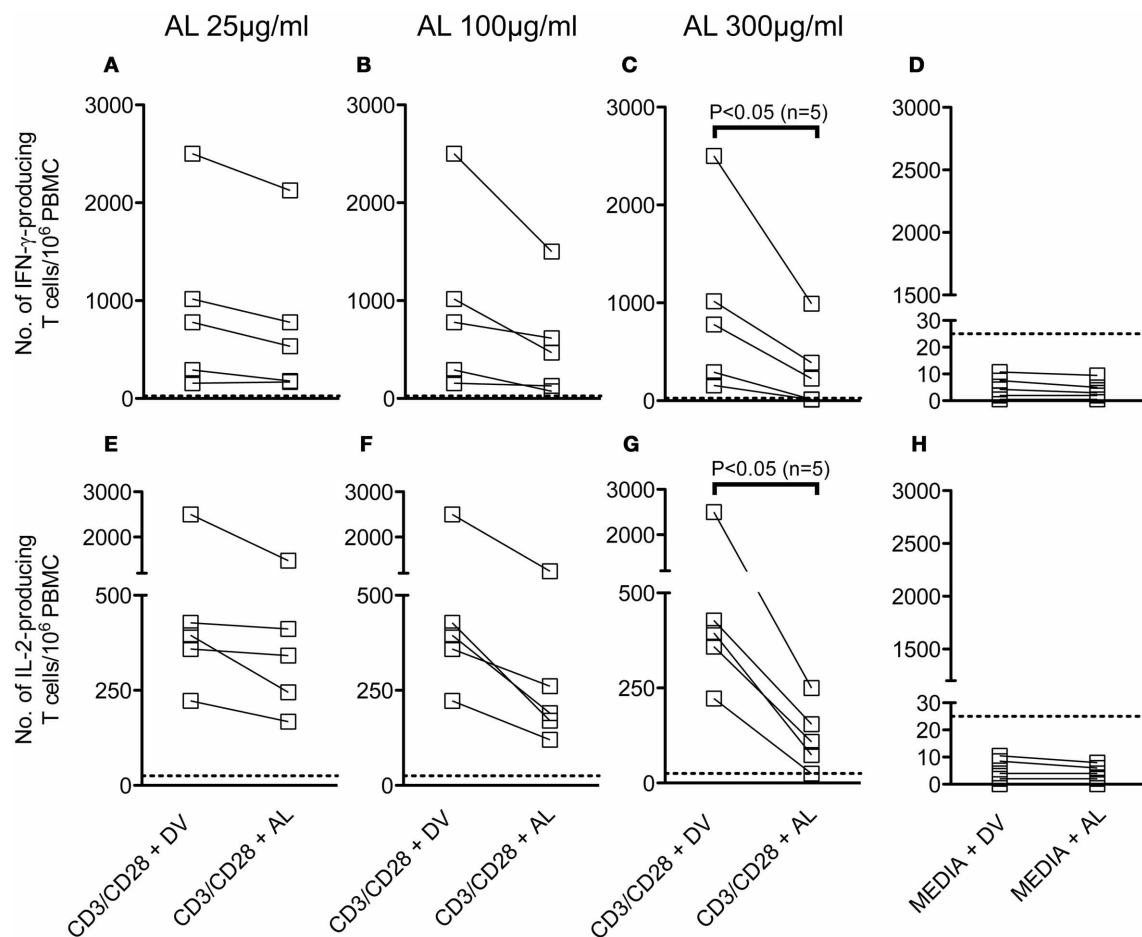 AL 25µg/ml
AL 100µg/ml
AL 300µg/ml
A
B
C
D
No. of IFN-γ-producing
T cells/10⁶ PBMC
3000
2000
1000
0
3000
2000
1000
0
3000
2000
1000
0
P<0.05 (n=5)
3000
2500
2000
1500
30
20
10
0
E
F
G
H
No. of IL-2-producing
T cells/10⁶ PBMC
3000
2000
500
250
0
3000
2000
500
250
0
3000
2000
500
250
0
P<0.05 (n=5)
3000
2500
2000
1500
30
20
10
0
CD3/CD28 + DV
CD3/CD28 + AL
CD3/CD28 + DV
CD3/CD28 + AL
CD3/CD28 + DV
CD3/CD28 + AL
MEDIA + DV
MEDIA + AL